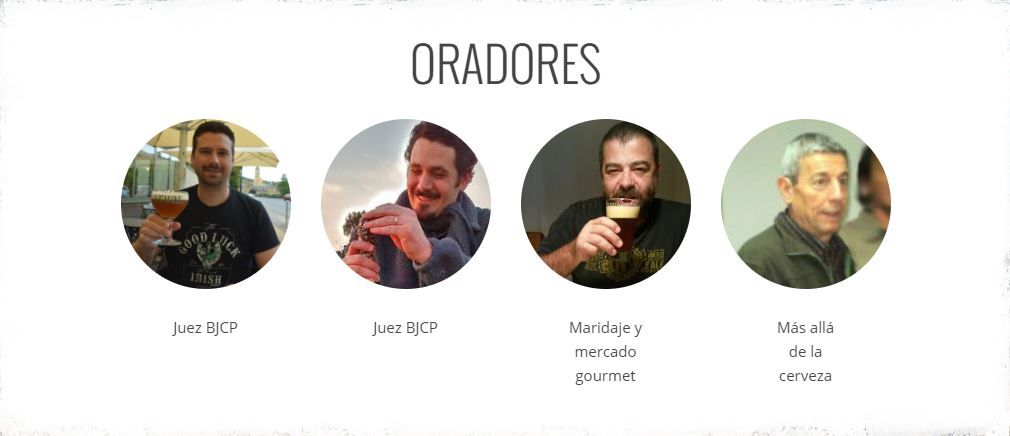 ORADORES
GOOD LUCK
IRISH
Juez BJCP
Juez BJCP
Maridaje y
mercado
gourmet
Más allá
de la
cerveza